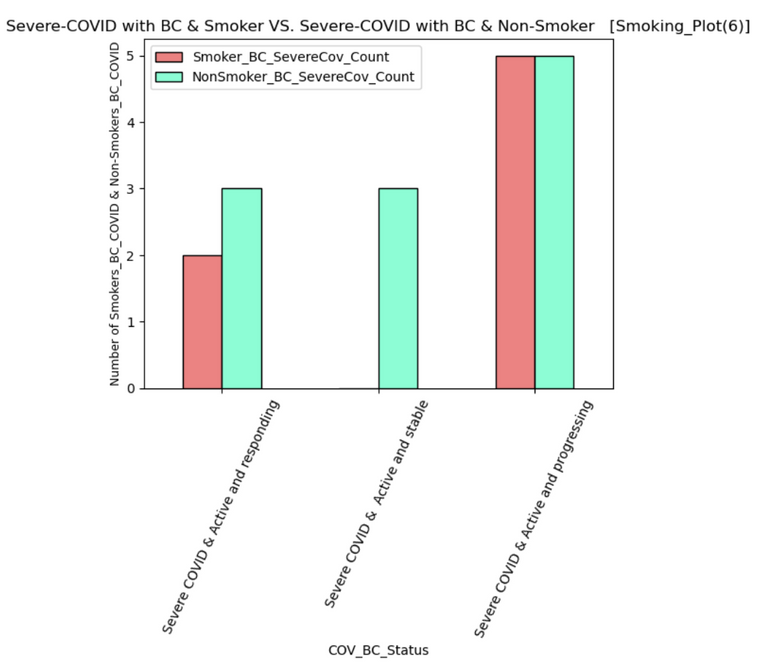 Severe-COVID with BC & Smoker VS. Severe-COVID with BC & Non-Smoker [Smoking_Plot(6)]
Smoker_BC_SevereCov_Count
NonSmoker_BC_SevereCov_Count
Number of Smokers_BC_COVID & Non-Smokers_BC_COVID
5
4
3
2
1
0
Severe COVID & Active and responding
Severe COVID &  Active and stable
Severe COVID & Active and progressing
COV_BC_Status